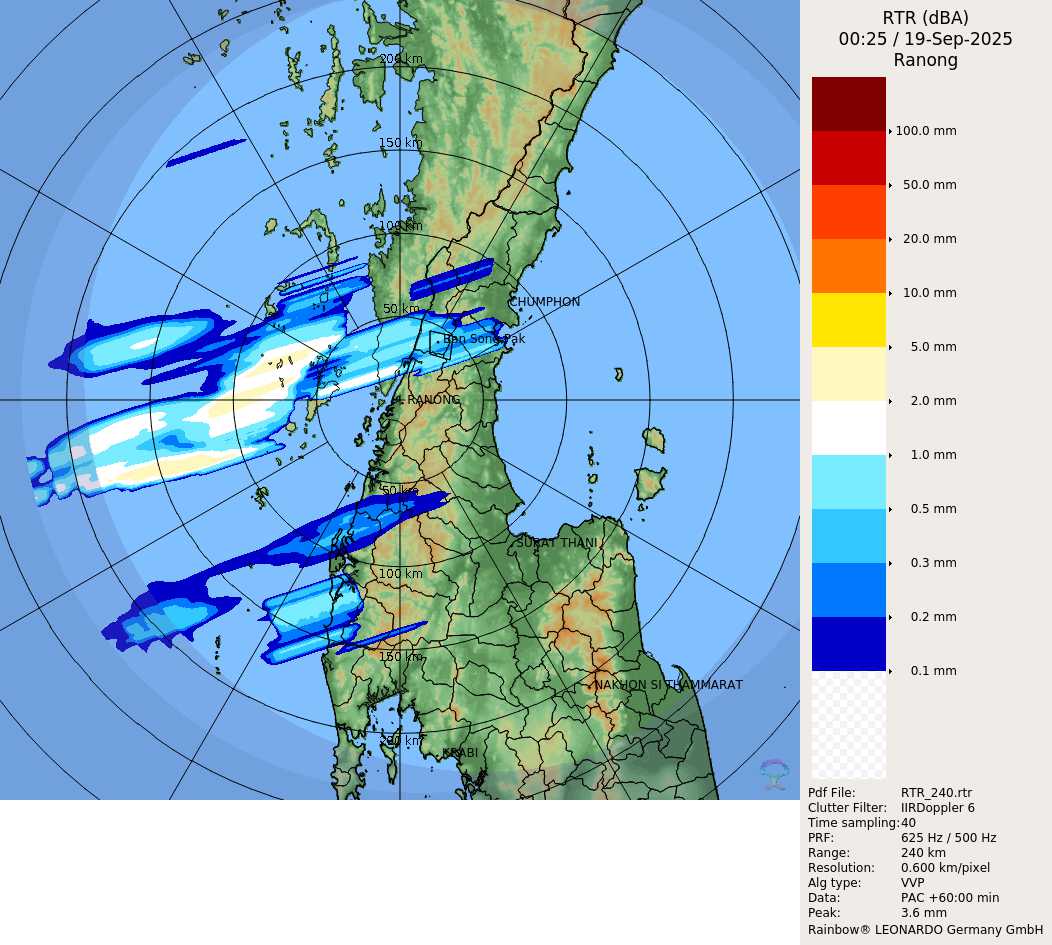 RTR (dBA)
00:25 / 19-Sep-2025
Ranong
200 km
150 km
100 km
50 km
CHUMPHON
Ban Song Pak
RANONG
50 km
SURAT THANI
100 km
150 km
NAKHON SI THAMMARAT
200 km
KRABI
100.0 mm
50.0 mm
20.0 mm
10.0 mm
5.0 mm
2.0 mm
1.0 mm
0.5 mm
0.3 mm
0.2 mm
0.1 mm
Pdf File: RTR_240.rtr
Clutter Filter: IIRDoppler 6
Time sampling: 40
PRF: 625 Hz / 500 Hz
Range: 240 km
Resolution: 0.600 km/pixel
Alg type: VVP
Data: PAC +60:00 min
Peak: 3.6 mm
Rainbow® LEONARDO Germany GmbH